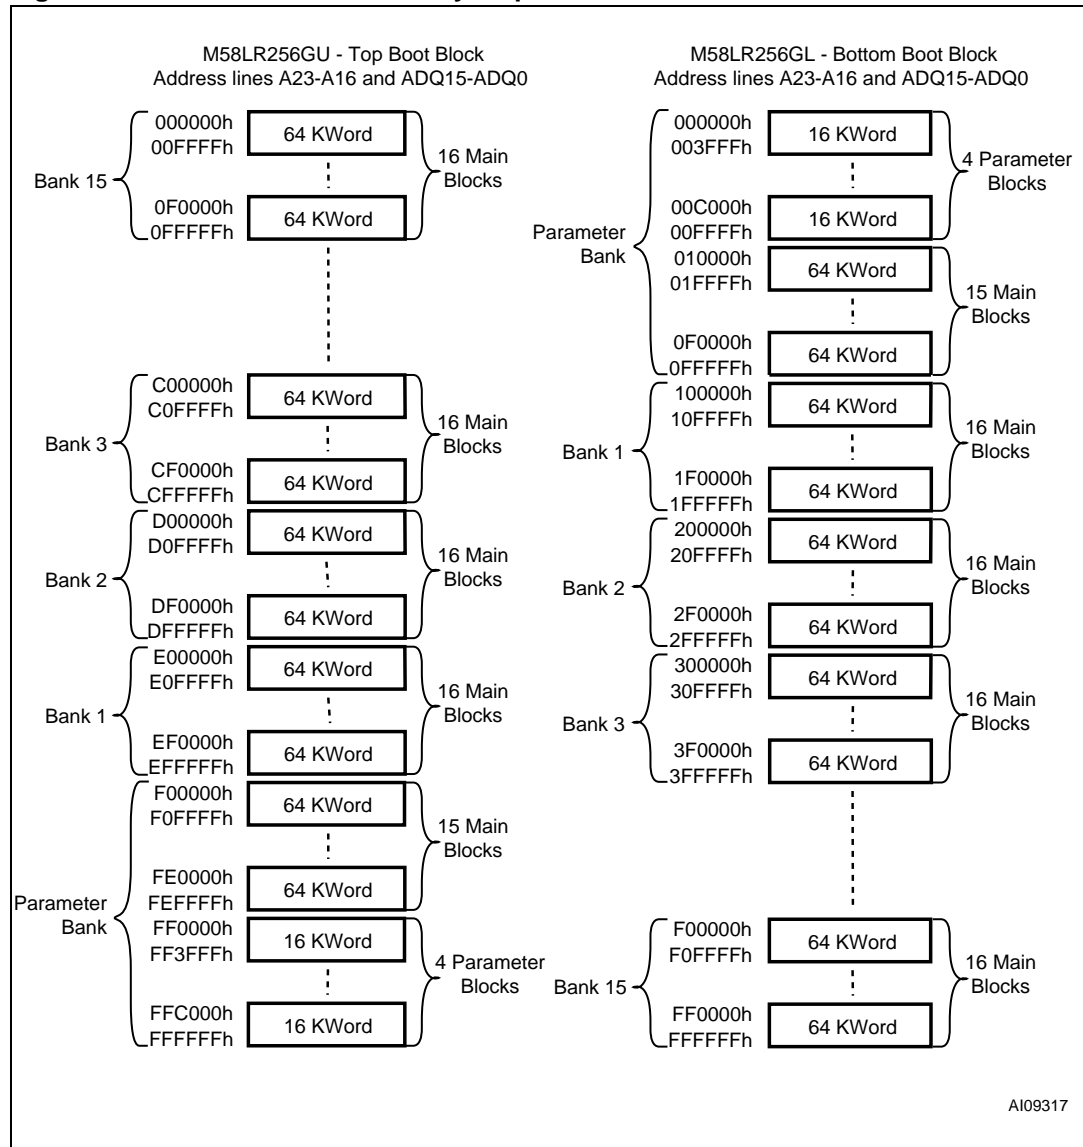 M58LR256GU - Top Boot Block
Address lines A23-A16 and ADQ15-ADQ0
Bank 15
000000h
00FFFFh
64 KWord
0F0000h
0FFFFFh
64 KWord
16 Main
Blocks
Bank 3
C00000h
C0FFFFh
64 KWord
CF0000h
CFFFFFh
64 KWord
16 Main
Blocks
Bank 2
D00000h
D0FFFFh
64 KWord
DF0000h
DFFFFFh
64 KWord
16 Main
Blocks
Bank 1
E00000h
E0FFFFh
64 KWord
EF0000h
EFFFFFh
64 KWord
16 Main
Blocks
Parameter
Bank
F00000h
F0FFFFh
64 KWord
FE0000h
FEFFFFh
64 KWord
15 Main
Blocks
FF0000h
FF3FFFh
16 KWord
FFC000h
FFFFFFh
16 KWord
4 Parameter
Blocks
M58LR256GL - Bottom Boot Block
Address lines A23-A16 and ADQ15-ADQ0
Parameter
Bank
000000h
003FFFh
16 KWord
00C000h
00FFFFh
16 KWord
4 Parameter
Blocks
010000h
01FFFFh
64 KWord
0F0000h
0FFFFFh
64 KWord
15 Main
Blocks
Bank 1
100000h
10FFFFh
64 KWord
1F0000h
1FFFFFh
64 KWord
16 Main
Blocks
Bank 2
200000h
20FFFFh
64 KWord
2F0000h
2FFFFFh
64 KWord
16 Main
Blocks
Bank 3
300000h
30FFFFh
64 KWord
3F0000h
3FFFFFh
64 KWord
16 Main
Blocks
Bank 15
F00000h
F0FFFFh
64 KWord
FF0000h
FFFFFFh
64 KWord
16 Main
Blocks
AI09317